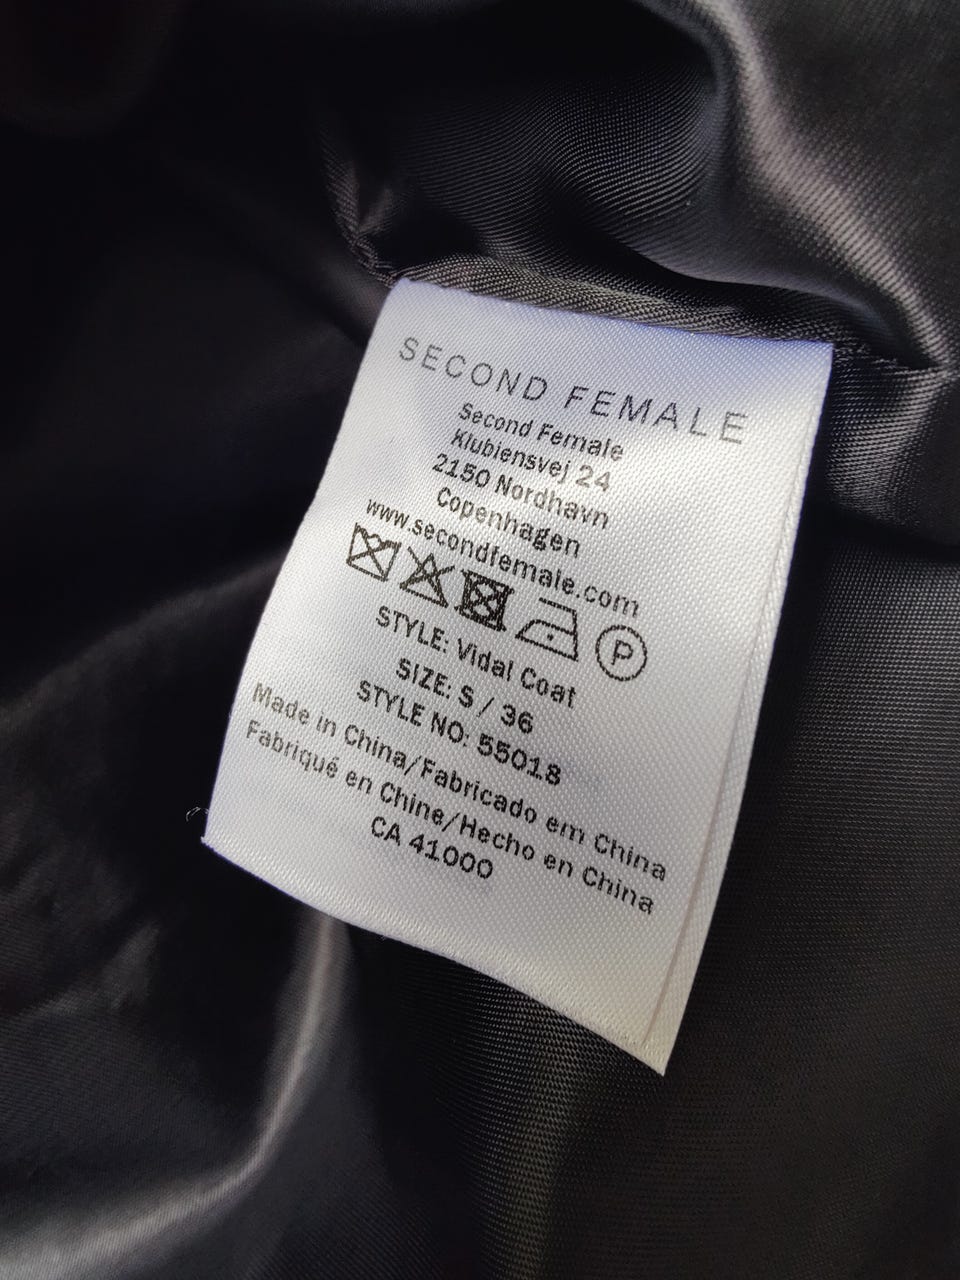 SECOND FEMALE
Second Female
Klubiensvej 24
2150 Nordhavn
Copenhagen
www.secondfemale.com
P
STYLE: Vidal Coat
SIZE: S / 36
STYLE NO: 55018
Made in China/Fabricado em China
Fabriqué en Chine/Hecho en China
CA 41000